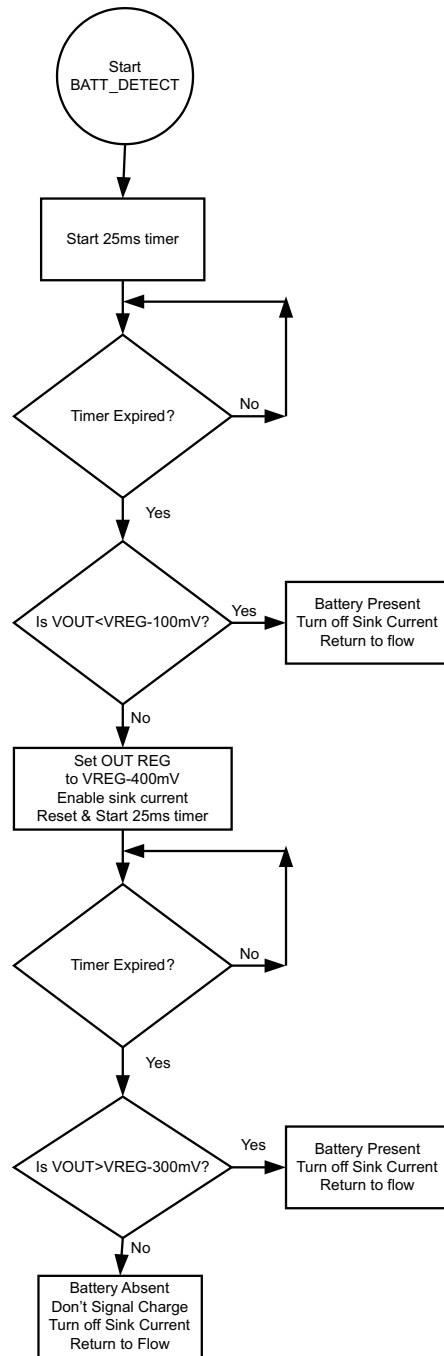 Start
BATT_DETECT
Start 25ms timer
Timer Expired?
No
Yes
Is VOUT<VREG-100mV?
Yes
Battery Present
Turn off Sink Current
Return to flow
No
Set OUT REG
to VREG-400mV
Enable sink current
Reset & Start 25ms timer
Timer Expired?
No
Yes
Is VOUT>VREG-300mV?
Yes
Battery Present
Turn off Sink Current
Return to flow
No
Battery Absent
Don't Signal Charge
Turn off Sink Current
Return to Flow